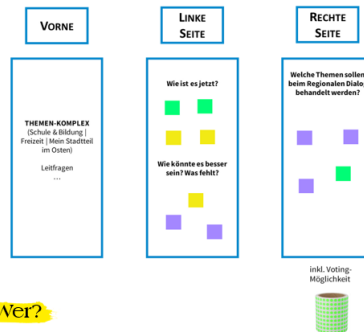 VORNE
LINKE
SEITE
RECHTE
SEITE
THEMEN-KOMPLEX
(Schule & Bildung |
Freizeit | Mein Stadtteil
im Osten)
Leitfragen
...
Wie ist es jetzt?
Wie könnte es besser
sein? Was fehlt?
Welche Themen sollen
beim Regionalen Dialog
behandelt werden?
inkl. Voting-
Möglichkeit
Wer?